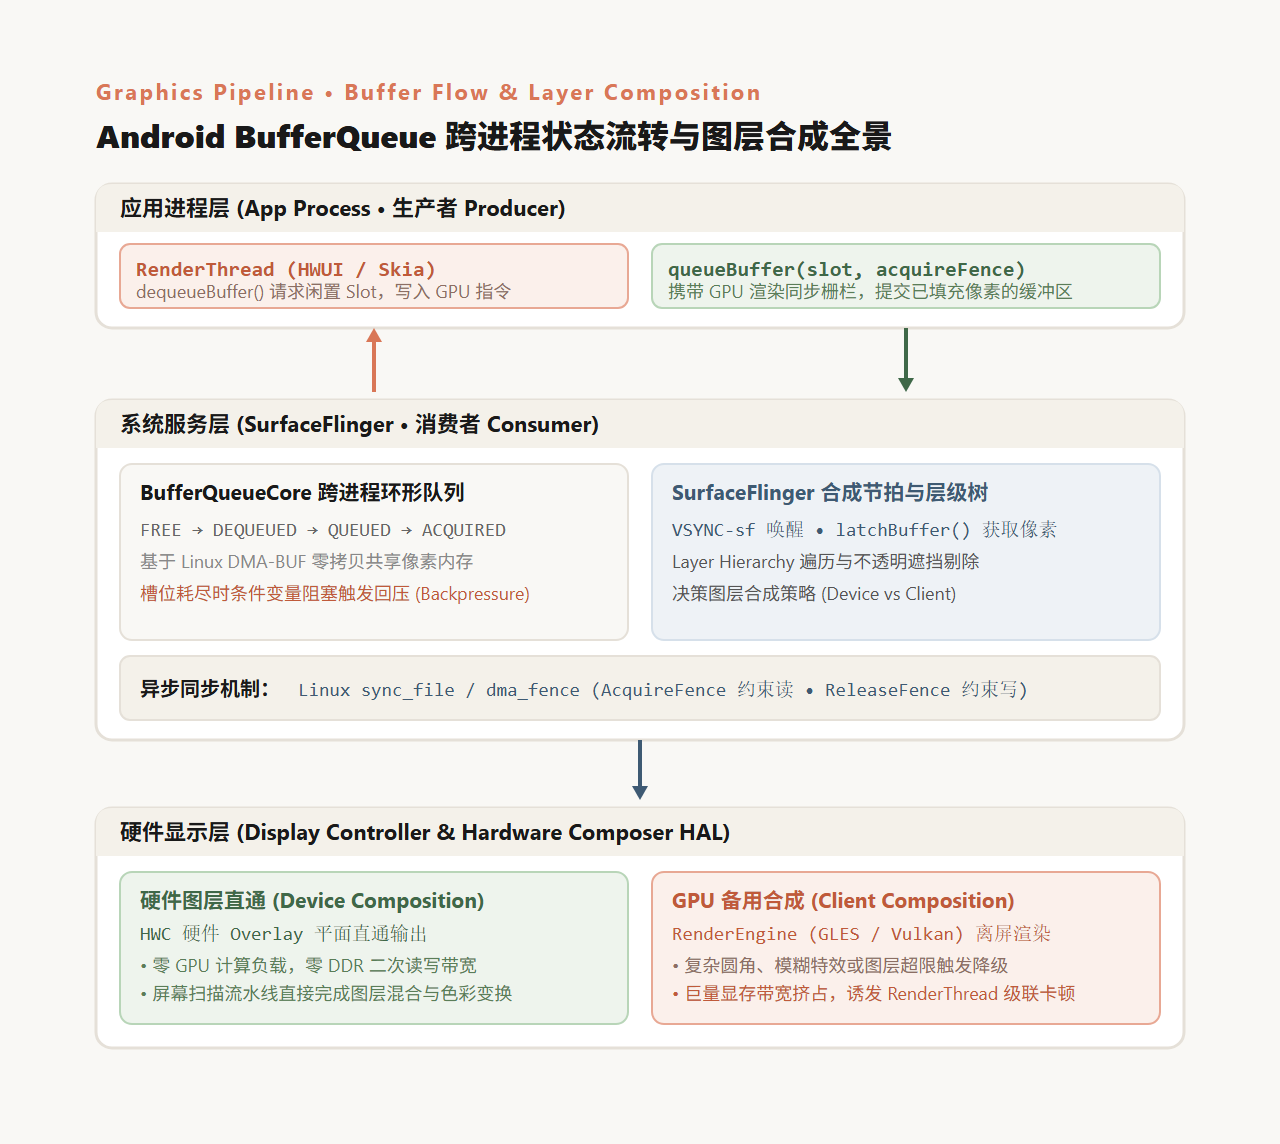 Graphics Pipeline • Buffer Flow & Layer Composition
Android BufferQueue 跨进程状态流转与图层合成全景
应用进程层 (App Process • 生产者 Producer)
RenderThread (HWUI / Skia)
dequeueBuffer() 请求闲置 Slot，写入 GPU 指令
queueBuffer(slot, acquireFence)
携带 GPU 渲染同步栅栏，提交已填充像素的缓冲区
系统服务层 (SurfaceFlinger • 消费者 Consumer)
BufferQueueCore 跨进程环形队列
FREE → DEQUEUED → QUEUED → ACQUIRED
基于 Linux DMA-BUF 零拷贝共享像素内存
槽位耗尽时条件变量阻塞触发回压 (Backpressure)
SurfaceFlinger 合成节拍与层级树
VSYNC-sf 唤醒 • latchBuffer() 获取像素
Layer Hierarchy 遍历与不透明遮挡剔除
决策图层合成策略 (Device vs Client)
异步同步机制： Linux sync_file / dma_fence (AcquireFence 约束读 • ReleaseFence 约束写)
硬件显示层 (Display Controller & Hardware Composer HAL)
硬件图层直通 (Device Composition)
HWC 硬件 Overlay 平面直通输出
• 零 GPU 计算负载，零 DDR 二次读写带宽
• 屏幕扫描流水线直接完成图层混合与色彩变换
GPU 备用合成 (Client Composition)
RenderEngine (GLES / Vulkan) 离屏渲染
• 复杂圆角、模糊特效或图层超限触发降级
• 巨量显存带宽挤占，诱发 RenderThread 级联卡顿